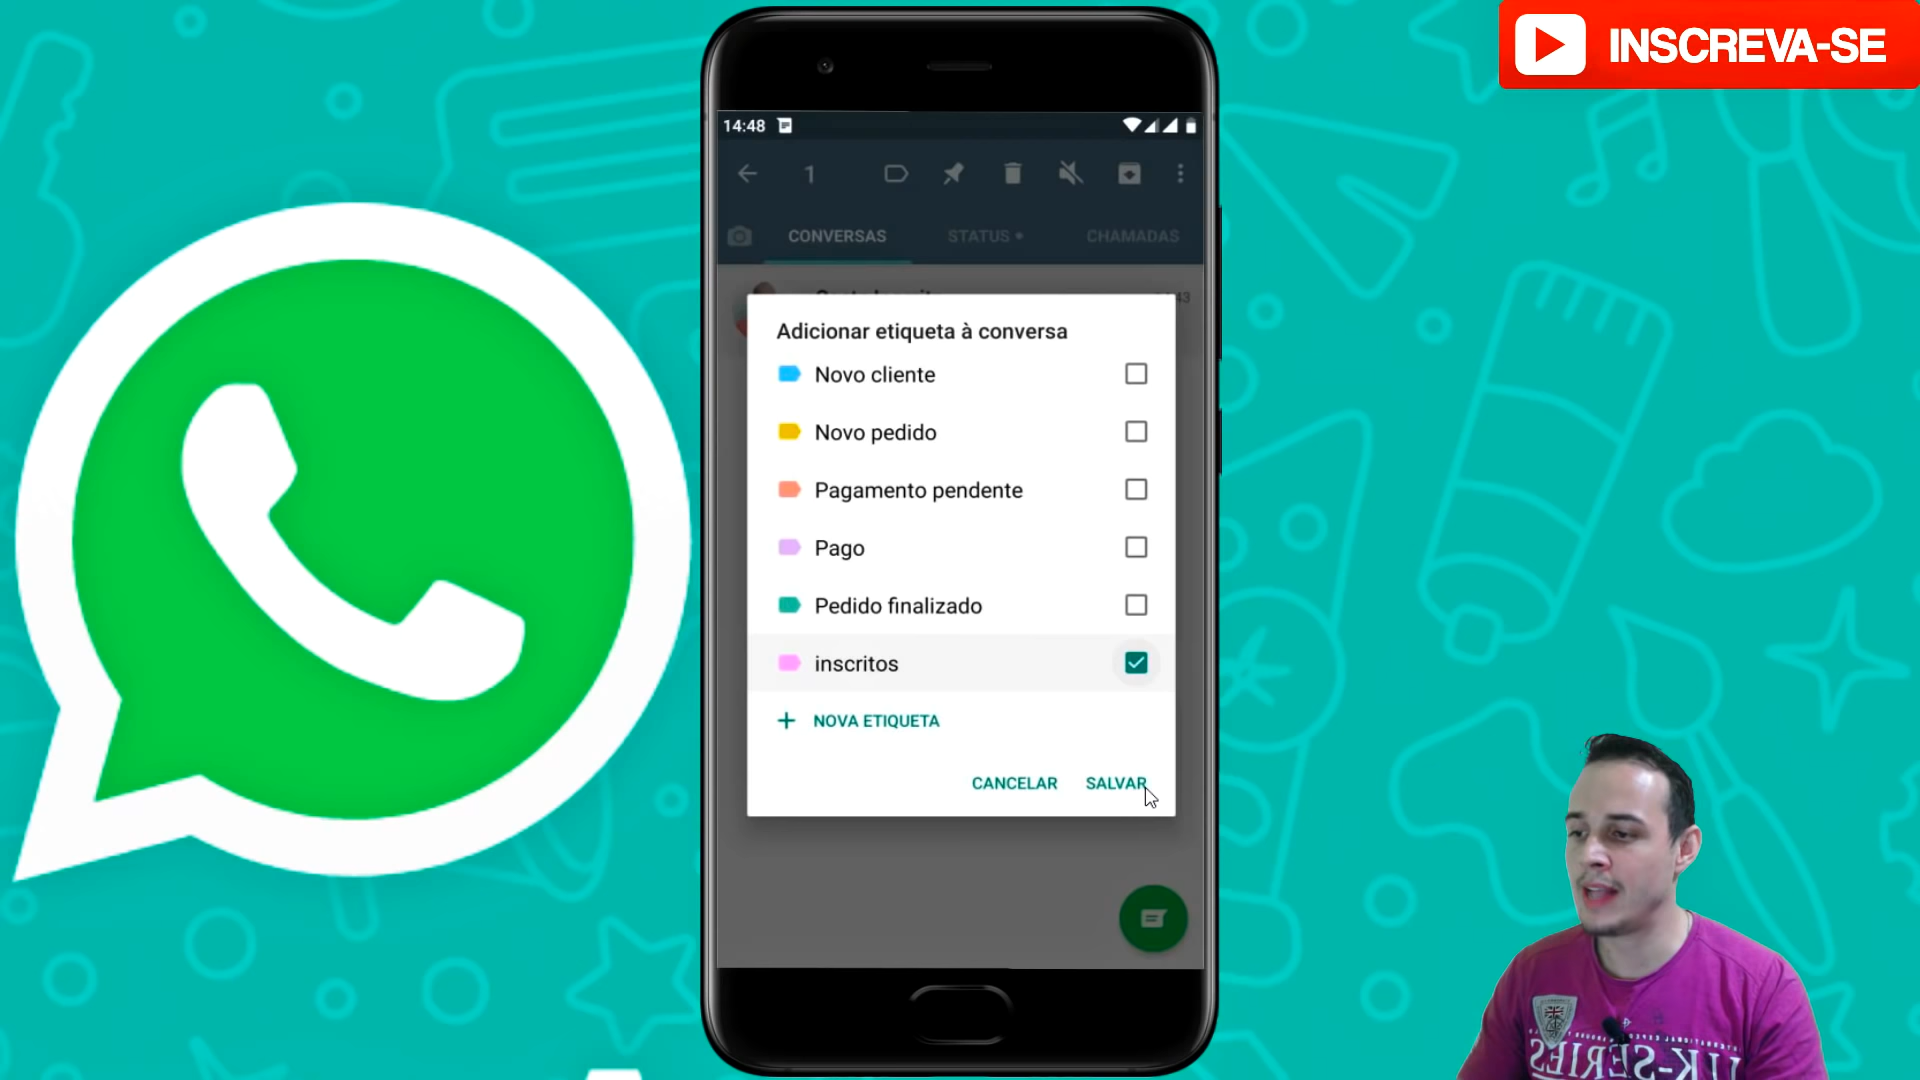 INSCREVA-SE
14:48
1
CONVERSAS STATUS CHAMADAS
Adicionar etiqueta à conversa
Novo cliente
Novo pedido
Pagamento pendente
Pago
Pedido finalizado
inscritos
+ NOVA ETIQUETA
CANCELAR SALVAR